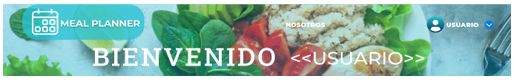 MEAL PLANNER
NOSOTROS
USUARIO
BIENVENIDO <<USUARIO>>